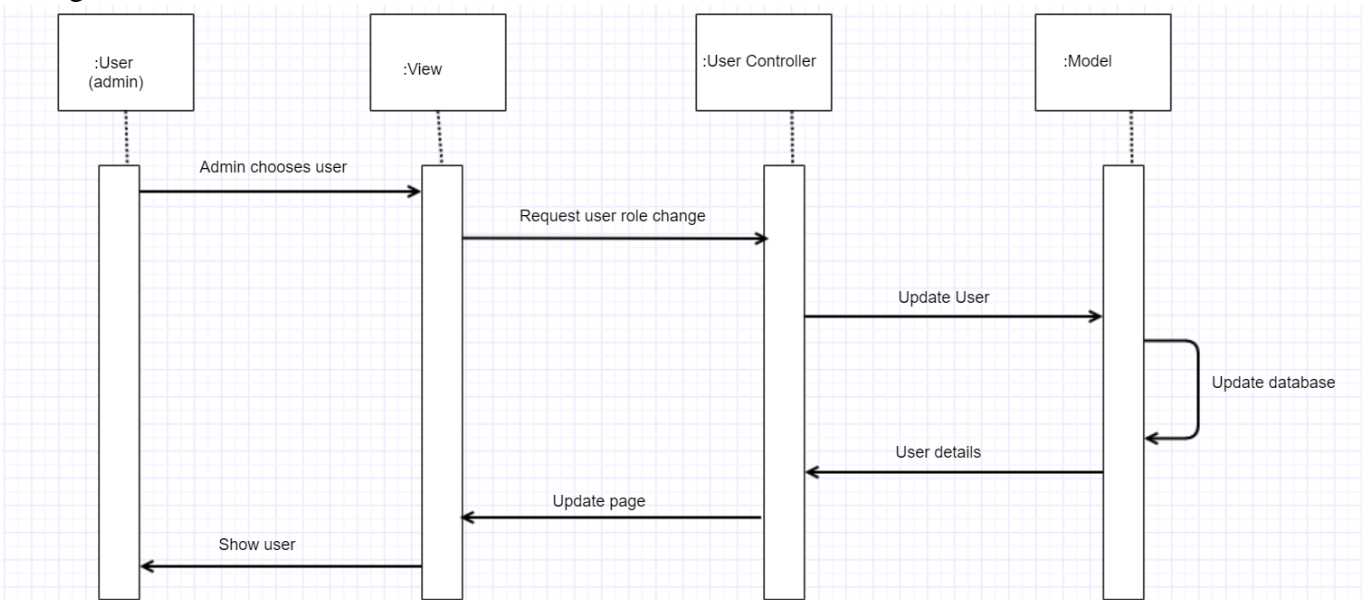 :User
(admin)
:View
:User Controller
:Model
Admin chooses user
Request user role change
Update User
Update database
User details
Update page
Show user